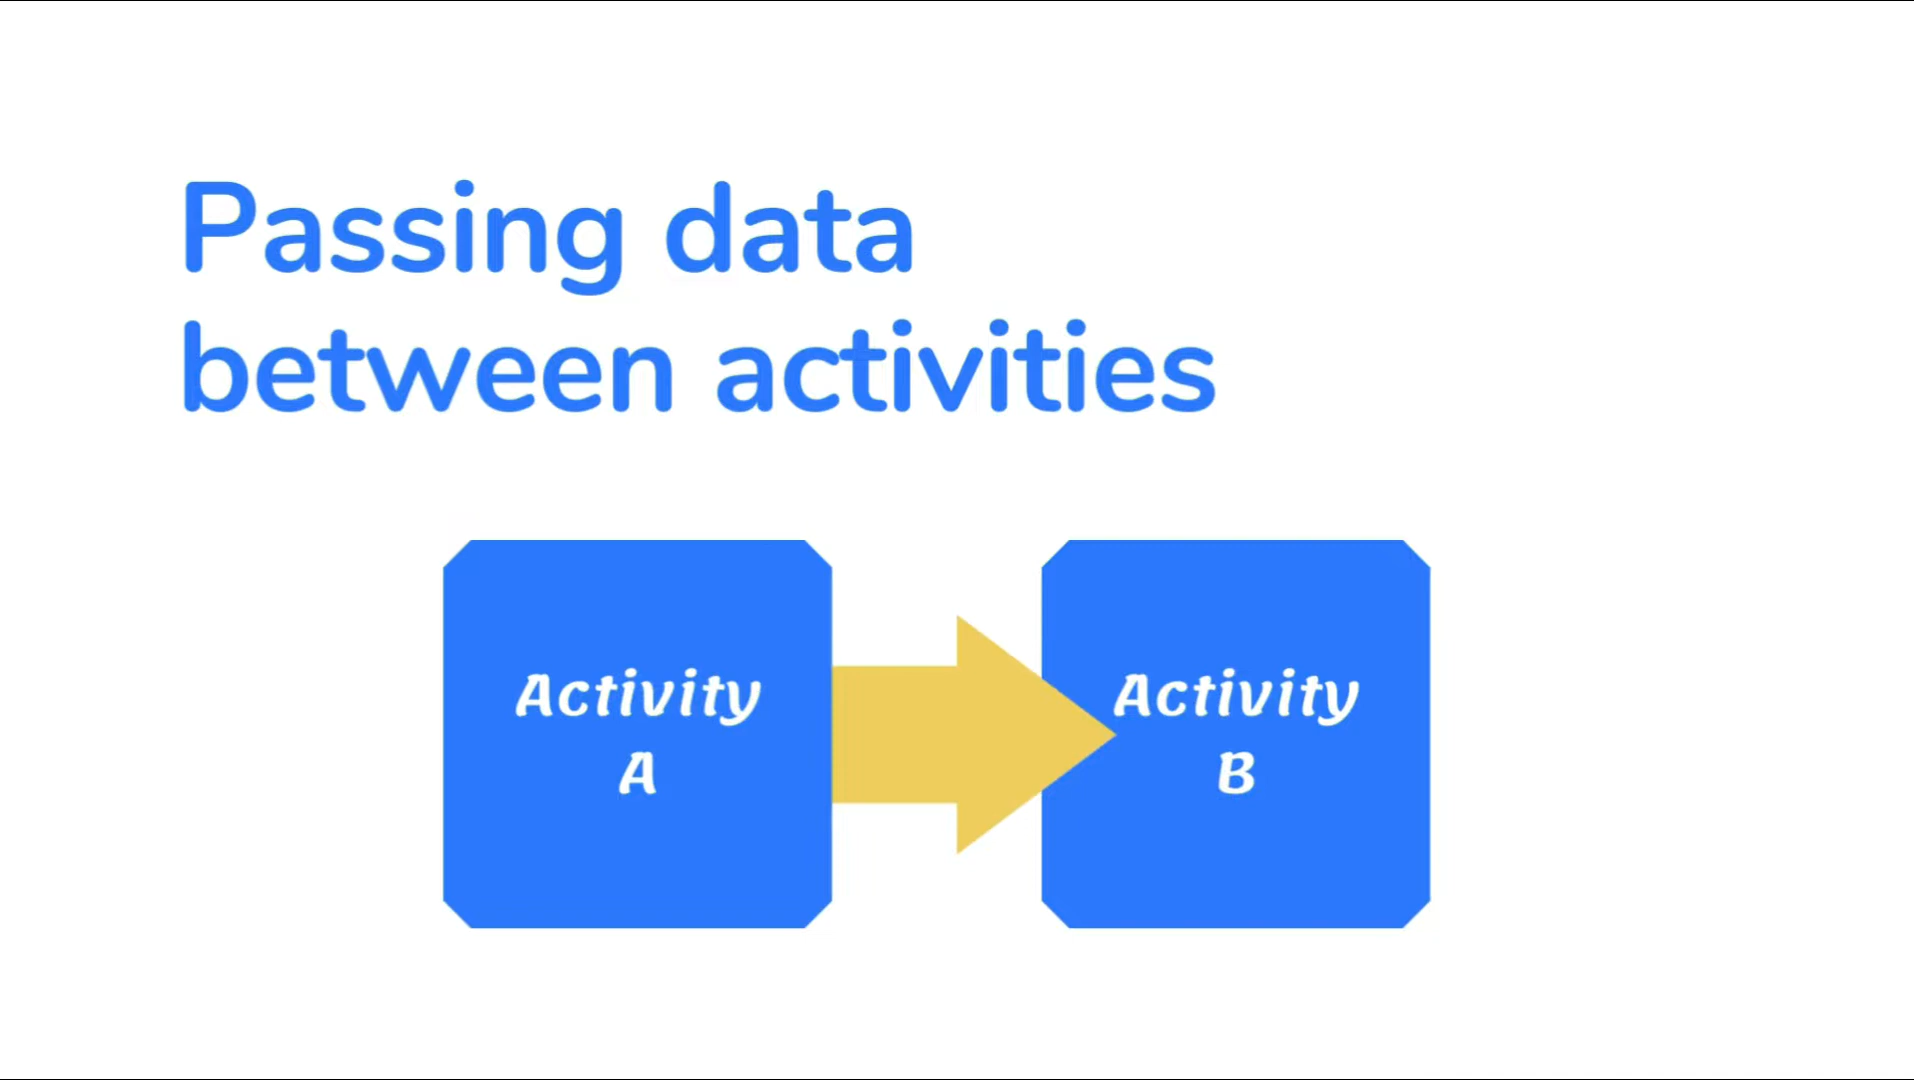 Passing data
between activities
Activity
A
Activity
B